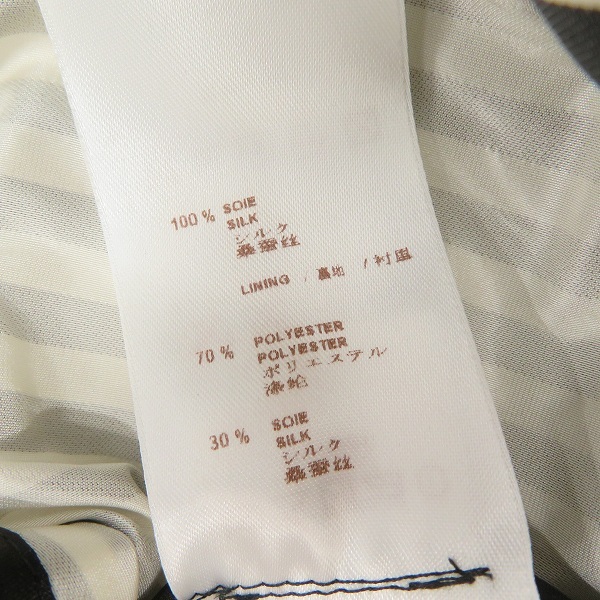 100 % SOIE
SILK
シルク
桑蚕丝
LINING / 裏地 / 衬里
70 % POLYESTER
POLYESTER
ポリエステル
涤纶
30 % SOIE
SILK
シルク
桑蚕丝